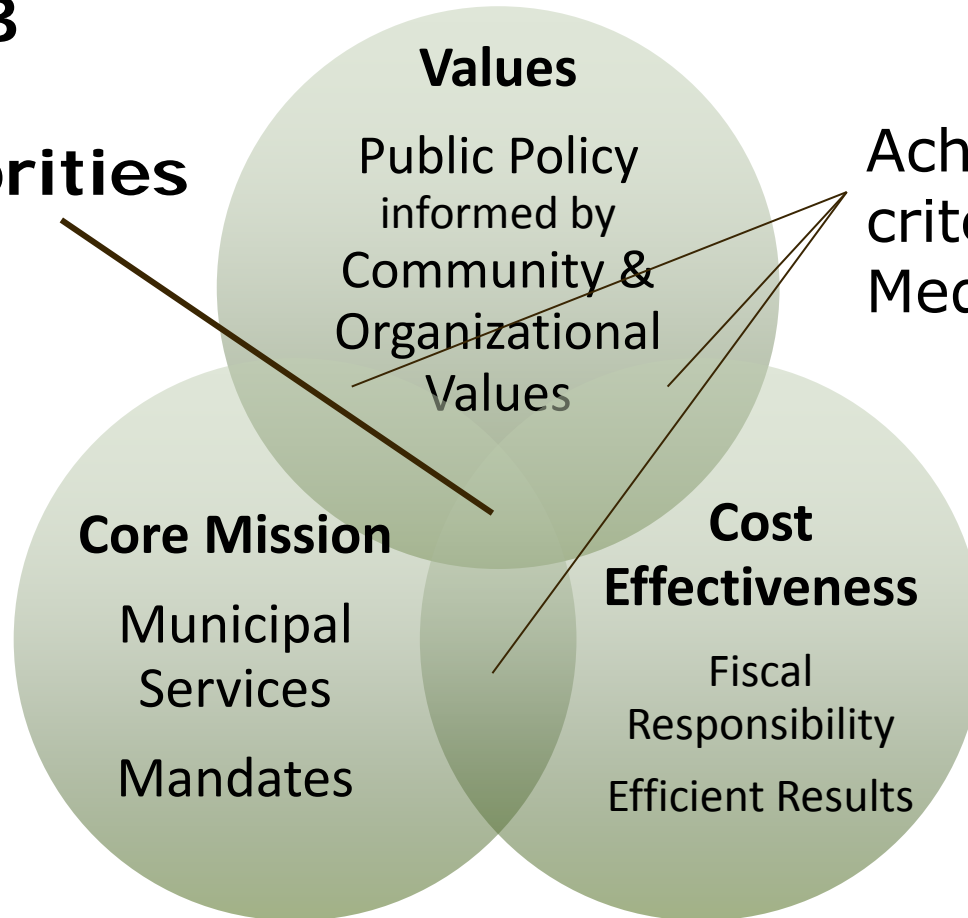 Values
Public Policy
informed by
Community &
Organizational
Values
Core Mission
Municipal
Services
Mandates
Cost
Effectiveness
Fiscal
Responsibility
Efficient Results